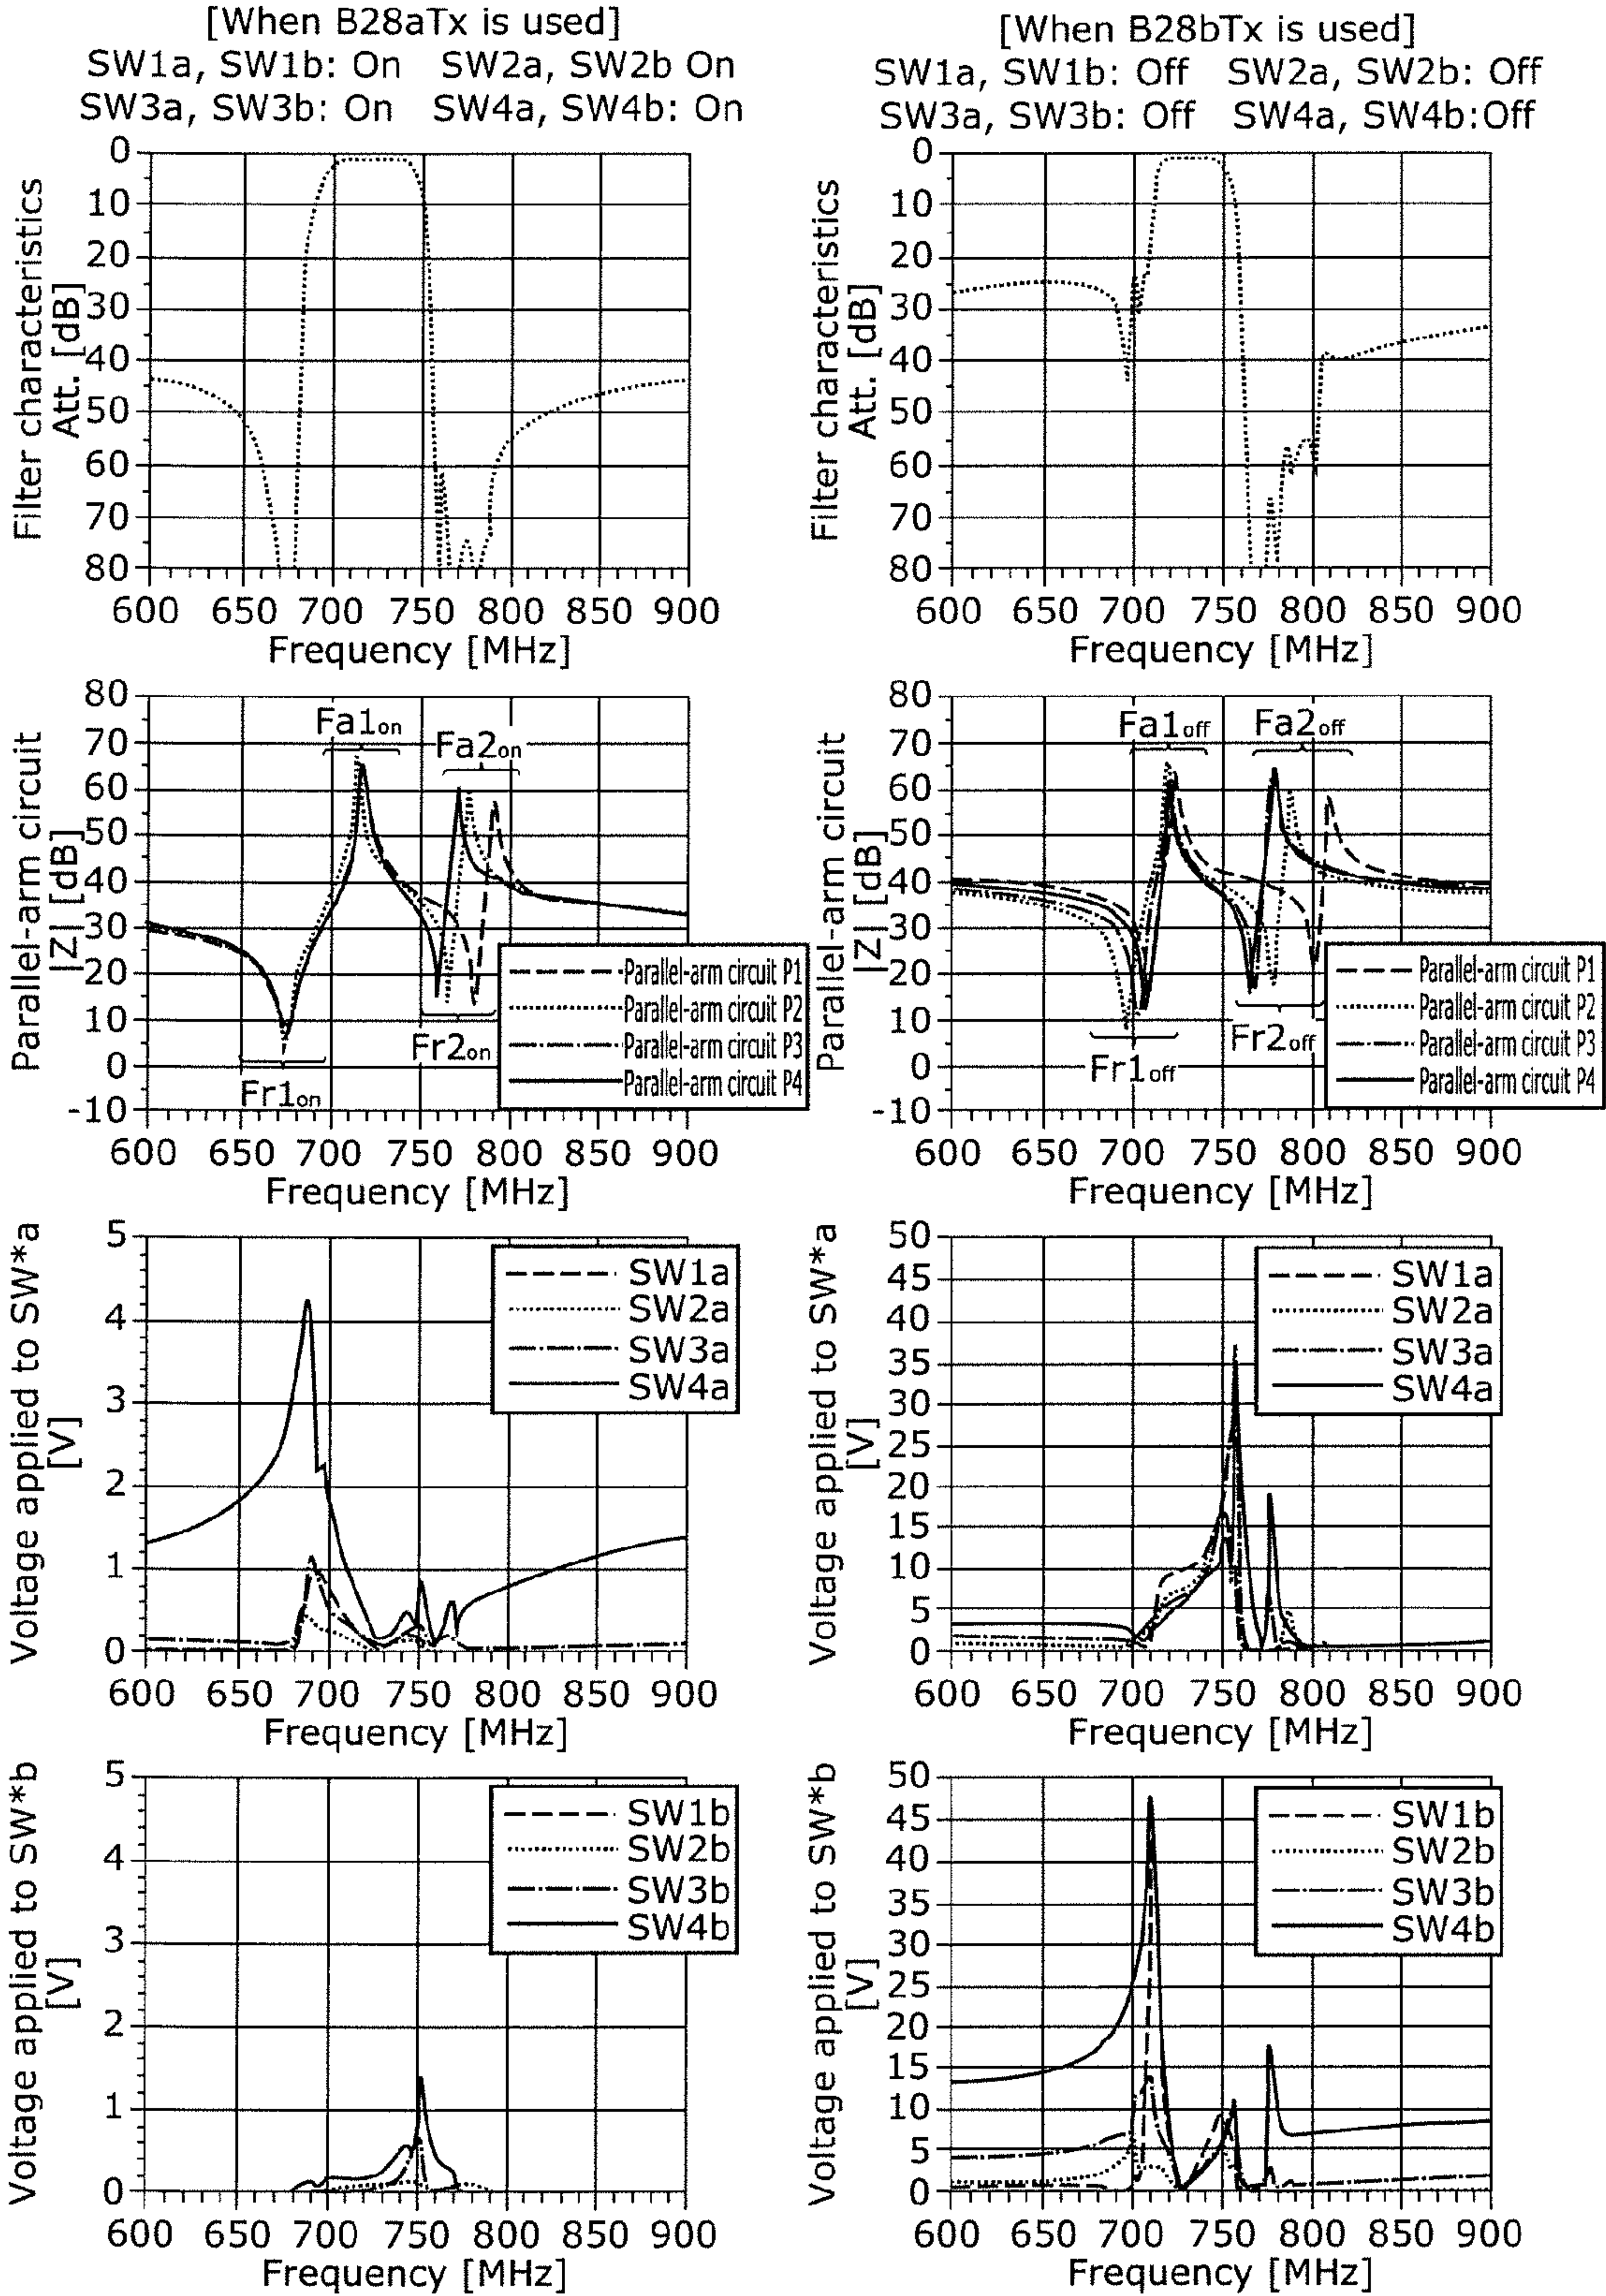 [When B28aTx is used]
SW1a, SW1b: On SW2a, SW2b On
SW3a, SW3b: On SW4a, SW4b: On
Filter characteristics
Att. [dB]
0
10
20
30
40
50
60
70
80
600 650 700 750 800 850 900
Frequency [MHz]
[When B28bTx is used]
SW1a, SW1b: Off SW2a, SW2b: Off
SW3a, SW3b: Off SW4a, SW4b:Off
Filter characteristics
Att. [dB]
0
10
20
30
40
50
60
70
80
600 650 700 750 800 850 900
Frequency [MHz]
Parallel-arm circuit
|Z| [dB]
80
70
60
50
40
30
20
10
0
-10
Fa1on
Fa2on
Fr1on
Fr2on
Parallel-arm circuit P1
Parallel-arm circuit P2
Parallel-arm circuit P3
Parallel-arm circuit P4
600 650 700 750 800 850 900
Frequency [MHz]
Parallel-arm circuit
|Z| [dB]
80
70
60
50
40
30
20
10
0
-10
Fa1off
Fa2off
Fr1off
Fr2off
Parallel-arm circuit P1
Parallel-arm circuit P2
Parallel-arm circuit P3
Parallel-arm circuit P4
600 650 700 750 800 850 900
Frequency [MHz]
Voltage applied to SW*a
[V]
5
4
3
2
1
0
SW1a
SW2a
SW3a
SW4a
600 650 700 750 800 850 900
Frequency [MHz]
Voltage applied to SW*a
[V]
50
45
40
35
30
25
20
15
10
5
0
SW1a
SW2a
SW3a
SW4a
600 650 700 750 800 850 900
Frequency [MHz]
Voltage applied to SW*b
[V]
5
4
3
2
1
0
SW1b
SW2b
SW3b
SW4b
600 650 700 750 800 850 900
Frequency [MHz]
Voltage applied to SW*b
[V]
50
45
40
35
30
25
20
15
10
5
0
SW1b
SW2b
SW3b
SW4b
600 650 700 750 800 850 900
Frequency [MHz]